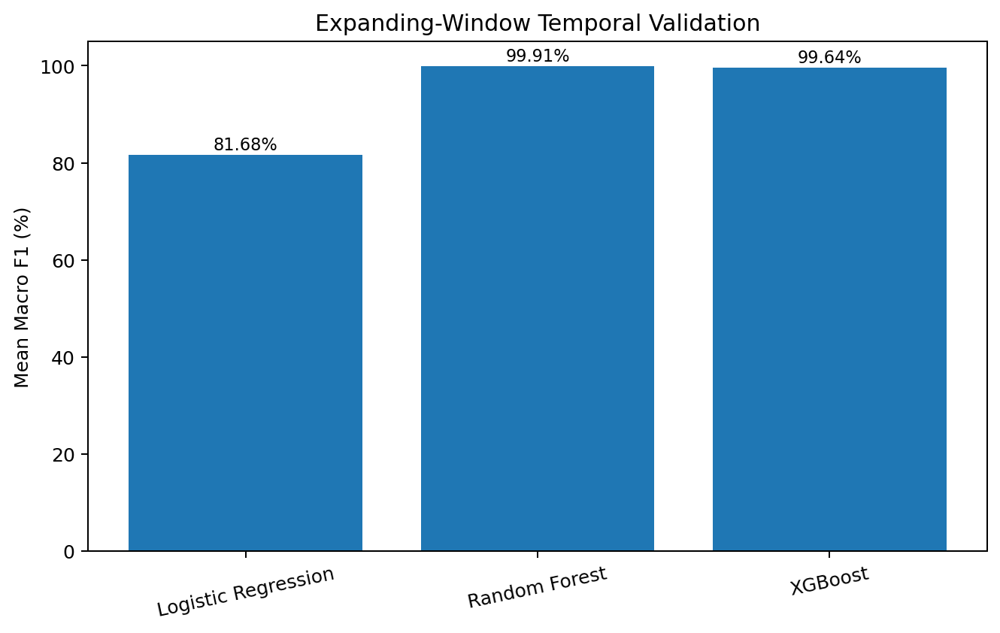 Expanding-Window Temporal Validation
Mean Macro F1 (%)
100
80
60
40
20
0
81.68%
99.91%
99.64%
Logistic Regression
Random Forest
XGBoost